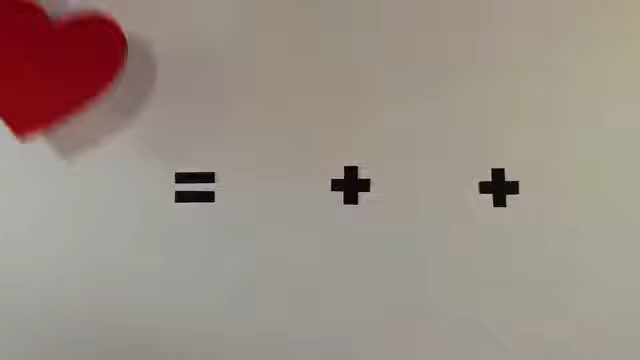 = + +